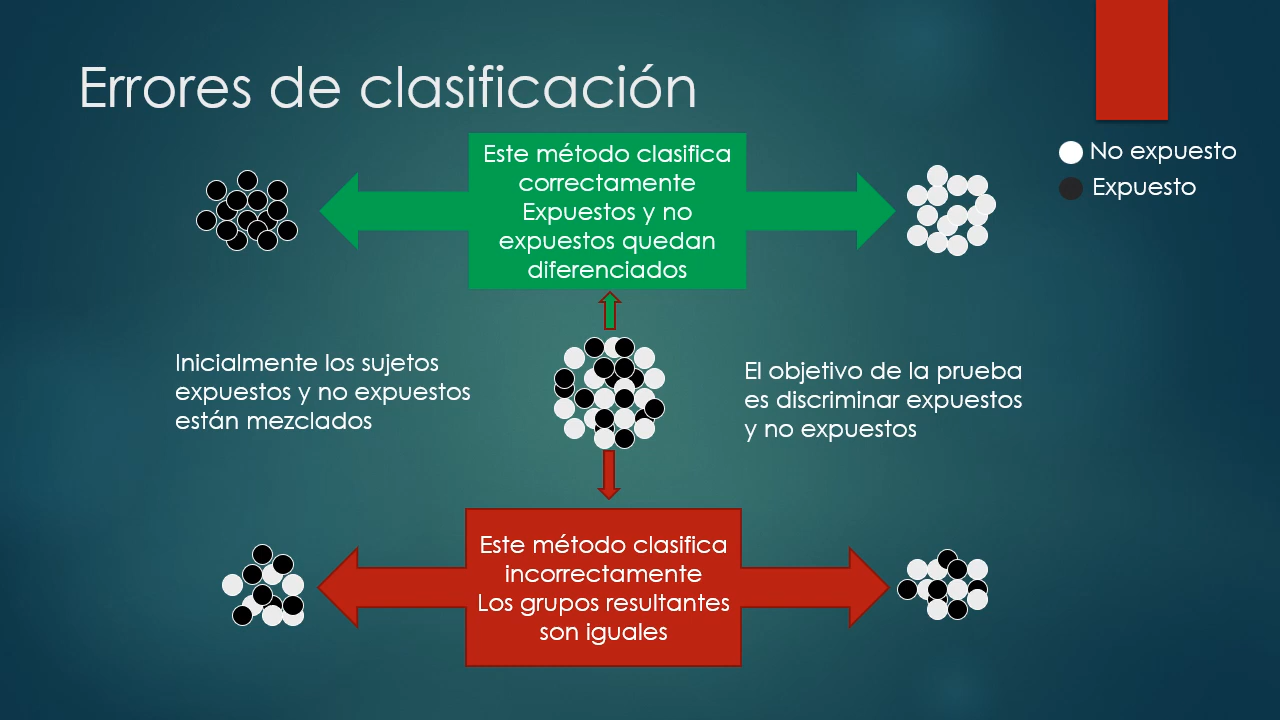 Errores de clasificación
No expuesto
Expuesto
Este método clasifica
correctamente
Expuestos y no
expuestos quedan
diferenciados
Inicialmente los sujetos
expuestos y no expuestos
están mezclados
El objetivo de la prueba
es discriminar expuestos
y no expuestos
Este método clasifica
incorrectamente
Los grupos resultantes
son iguales